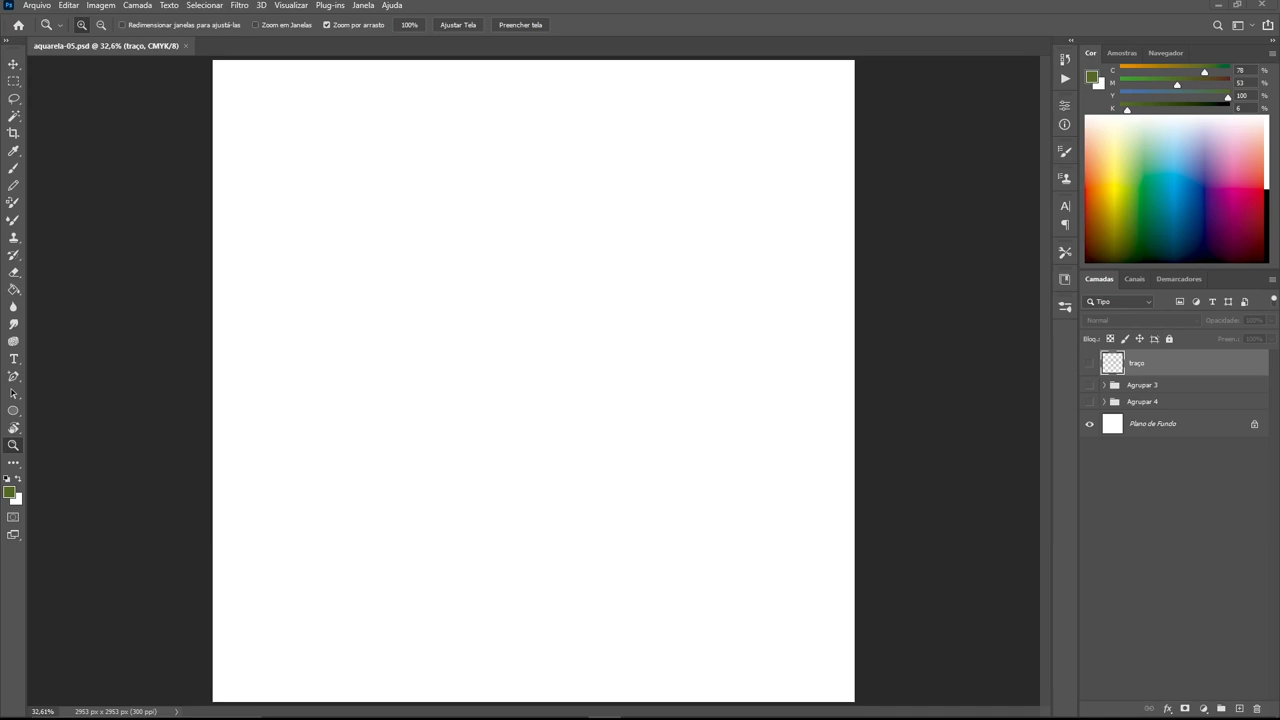 Ps Arquivo Editar Imagem Camada Texto Selecionar Filtro 3D Visualizar Plug-ins Janela Ajuda
Redimensionar janelas para ajustá-las Zoom em Janelas Zoom por arrasto 100% Ajustar Tela Preencher tela
aquarela-05.psd @ 32,6% (traço, CMYK/8)
Cor Amostras Navegador
C 78 %
M 53 %
Y 100 %
K 6 %
Camadas Canais Demarcadores
Tipo
Normal Opacidade: 100%
Bloq.: Preen.: 100%
traço
Agrupar 3
Agrupar 4
Plano de Fundo
32,61% 2953 px x 2953 px (300 ppi)